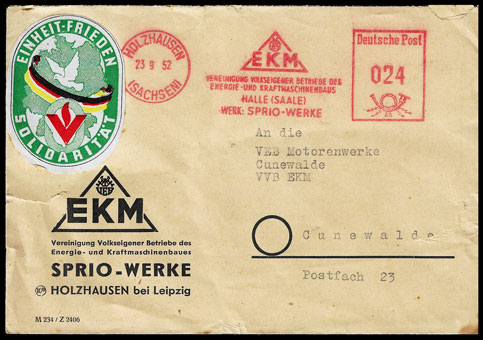 EINHEIT-FRIEDEN
SOLIDARITÄT
V
HOLZHAUSEN
23 9 52
(SACHSEN)
EKM
VEREINIGUNG VOLKSEIGENER BETRIEBE DES
ENERGIE-UND KRAFTMASCHINENBAUS
HALLE (SAALE)
WERK: SPRIO-WERKE
Deutsche Post
024
An die
VEB Motorenwerke
Cunewalde
VVB EKM
Cunewalde
Postfach 23
EKM
Vereinigung Volkseigener Betriebe des
Energie- und Kraftmaschinenbaues
SPRIO-WERKE
HOLZHAUSEN bei Leipzig
M 234 / Z 2406